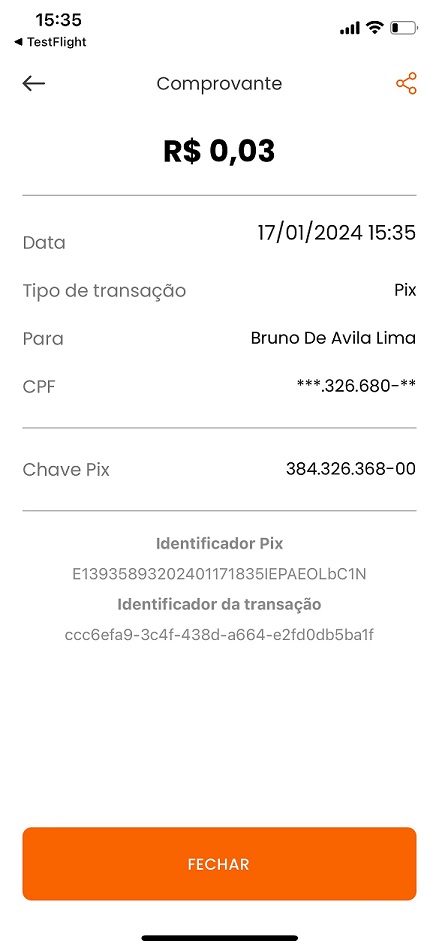 15:35
◀ TestFlight
Comprovante
R$ 0,03
Data 17/01/2024 15:35
Tipo de transação Pix
Para Bruno De Avila Lima
CPF ***.326.680-**
Chave Pix 384.326.368-00
Identificador Pix
E13935893202401171835IEPAEOLbC1N
Identificador da transação
ccc6efa9-3c4f-438d-a664-e2fd0db5ba1f
FECHAR